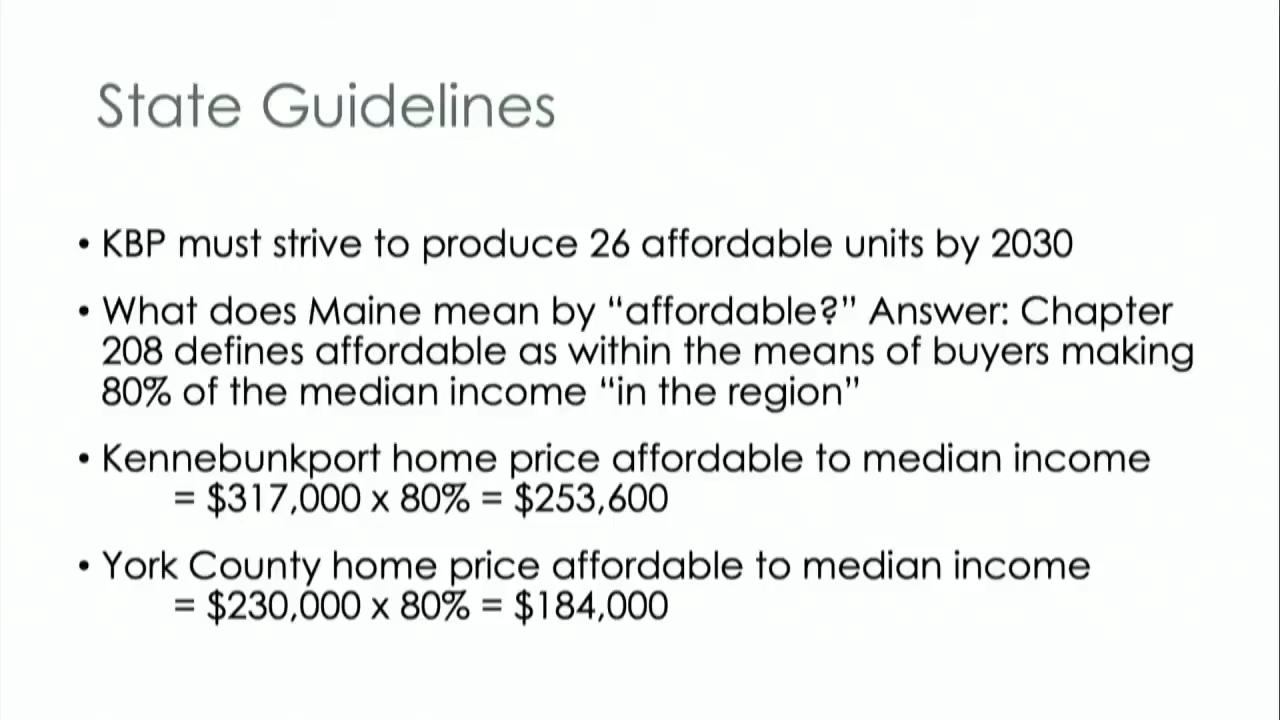 State Guidelines
• KBP must strive to produce 26 affordable units by 2030
• What does Maine mean by “affordable?” Answer: Chapter
208 defines affordable as within the means of buyers making
80% of the median income “in the region”
• Kennebunkport home price affordable to median income
= $317,000 x 80% = $253,600
• York County home price affordable to median income
= $230,000 x 80% = $184,000